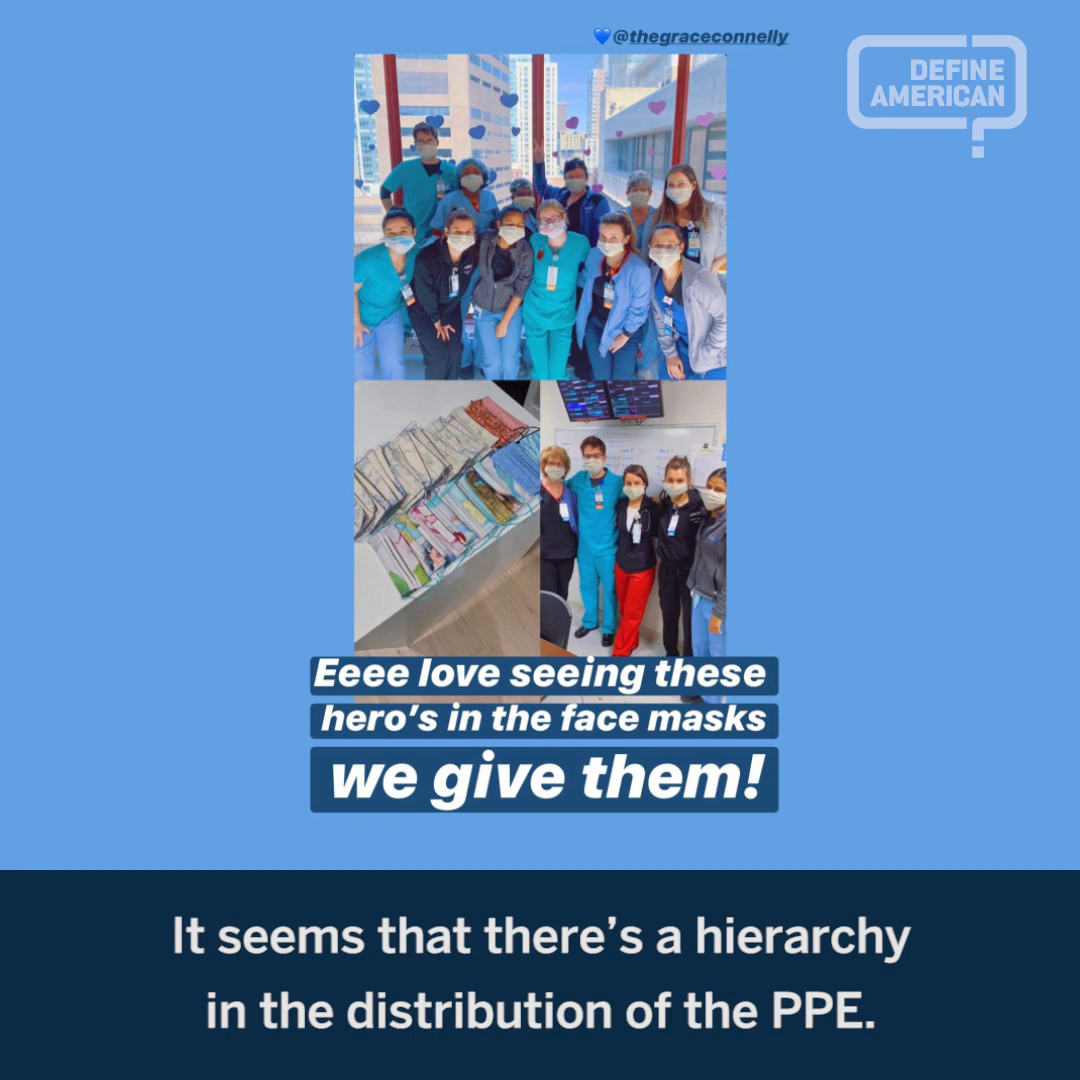 💙@thegraceconnelly
DEFINE
AMERICAN
Eeee love seeing these
hero’s in the face masks
we give them!
It seems that there’s a hierarchy
in the distribution of the PPE.